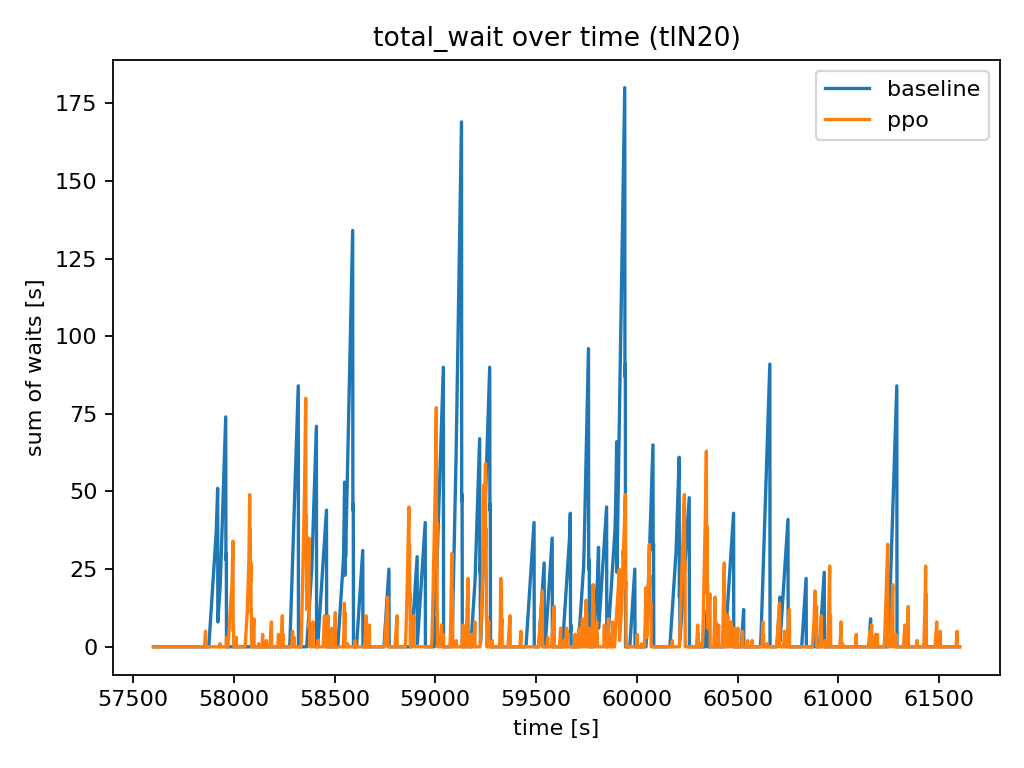 total_wait over time (tlN20)
baseline
ppo
sum of waits [s]
175
150
125
100
75
50
25
0
57500 58000 58500 59000 59500 60000 60500 61000 61500
time [s]